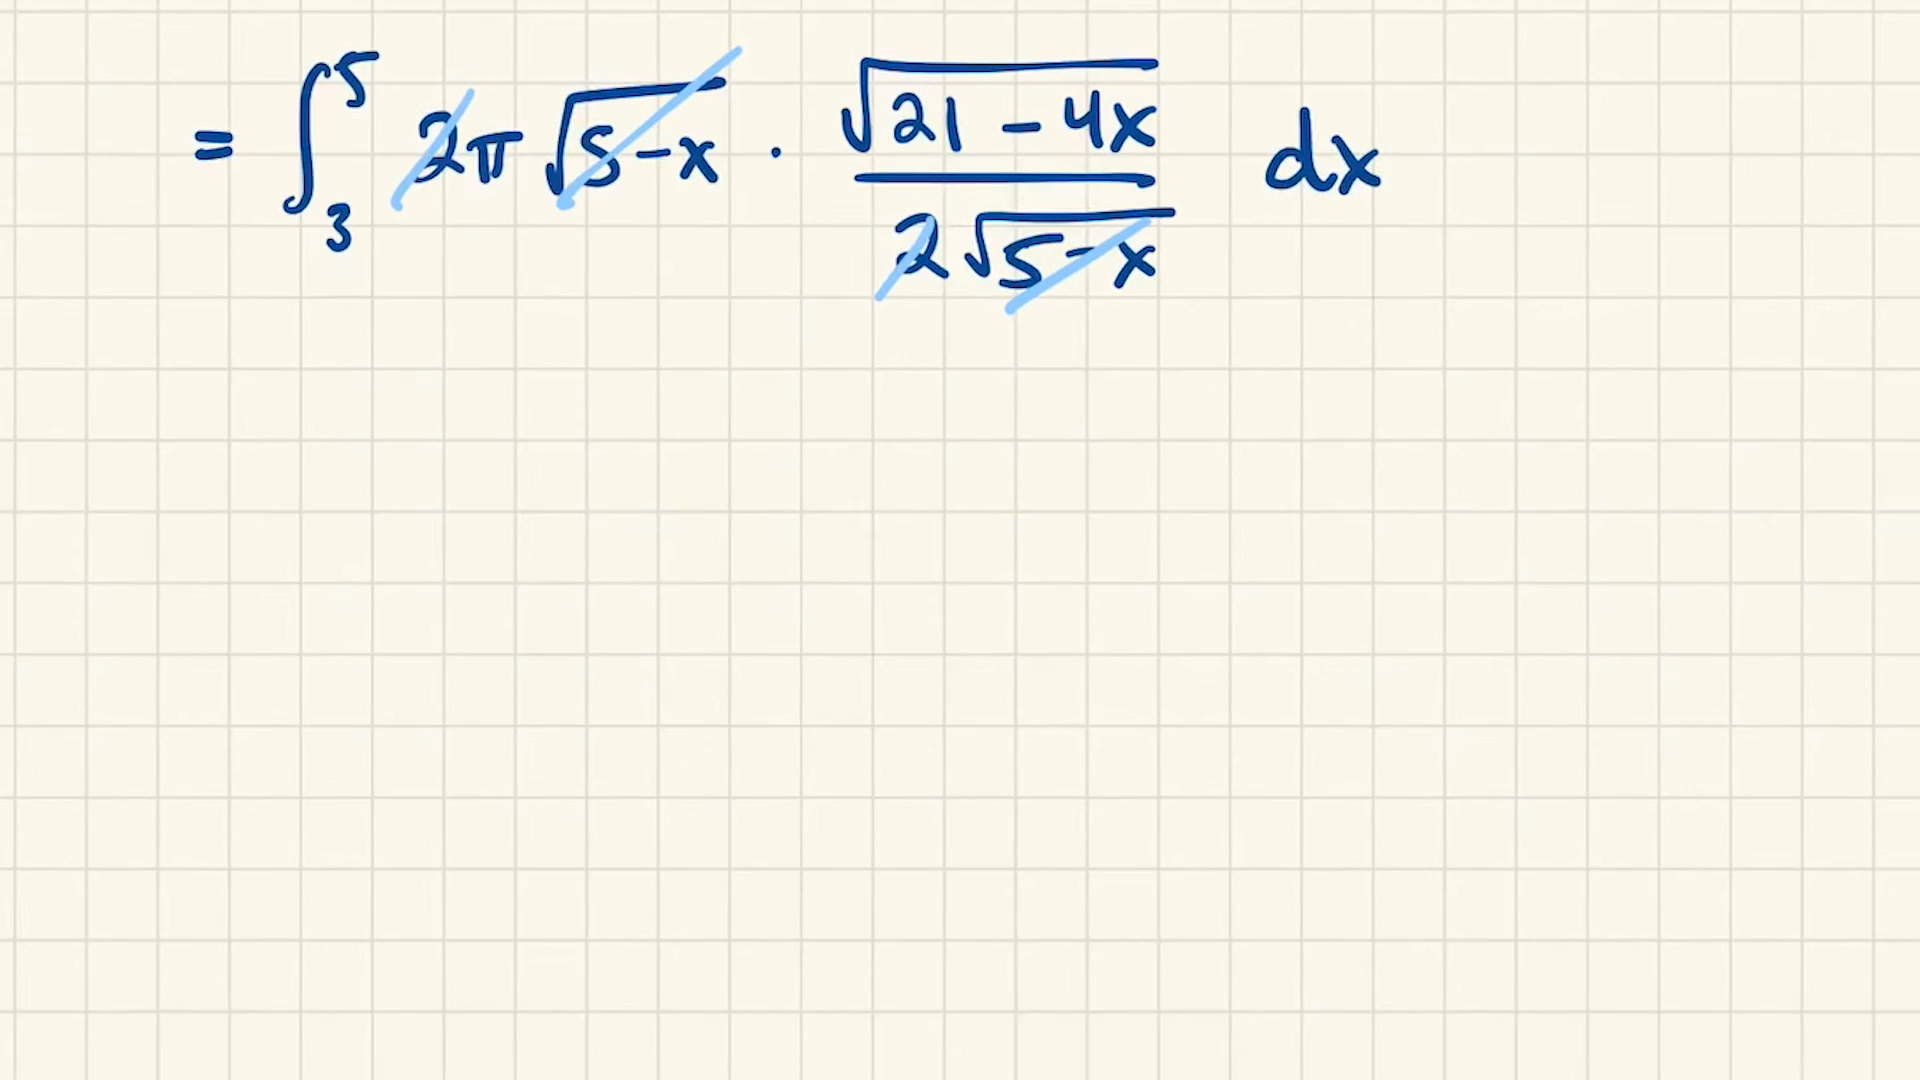 = ∫₃⁵ 2π √(5-x) · √(21-4x) / (2√(5-x)) dx